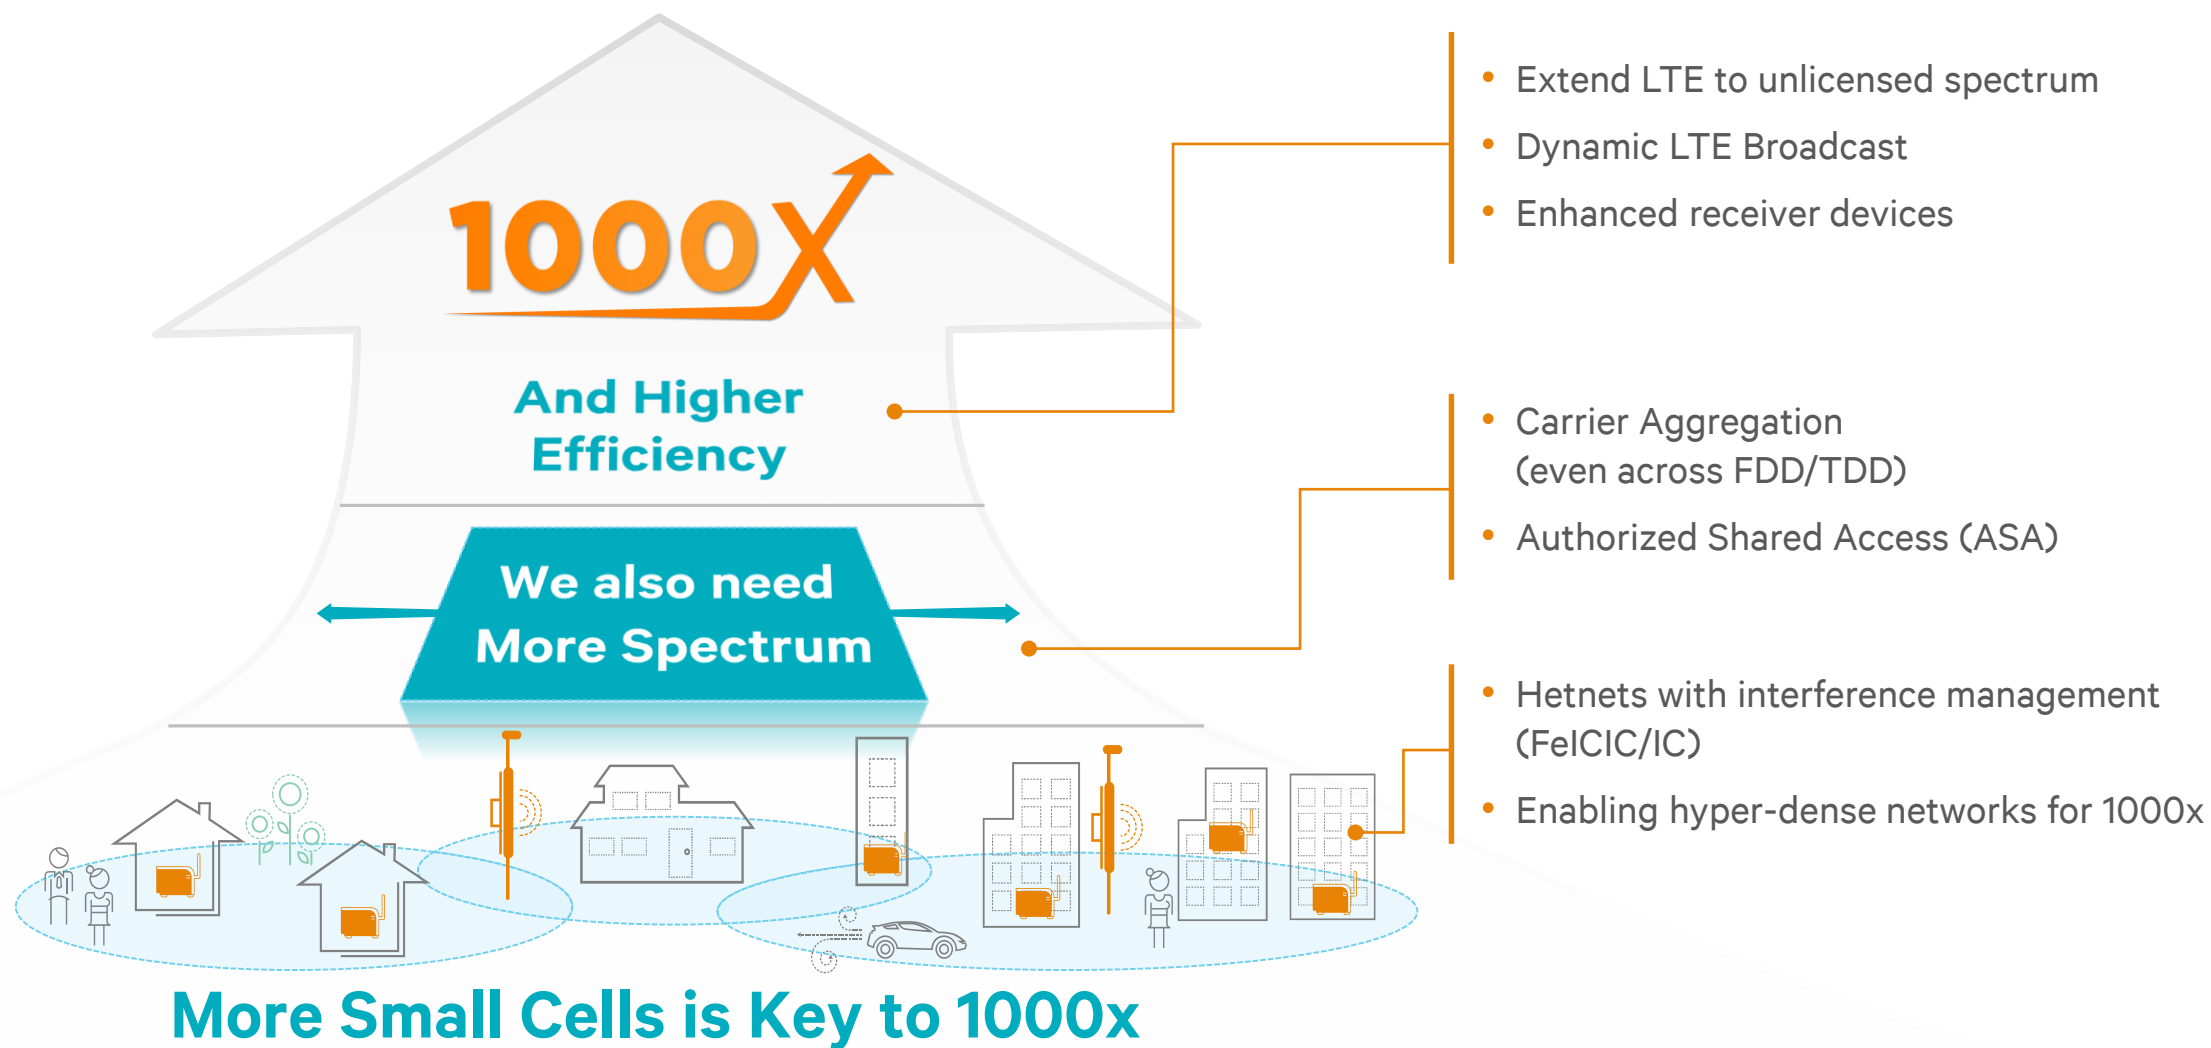 1000X
And Higher
Efficiency
We also need
More Spectrum
More Small Cells is Key to 1000x
• Extend LTE to unlicensed spectrum
• Dynamic LTE Broadcast
• Enhanced receiver devices
• Carrier Aggregation
(even across FDD/TDD)
• Authorized Shared Access (ASA)
• Hetnets with interference management
(FeICIC/IC)
• Enabling hyper-dense networks for 1000x